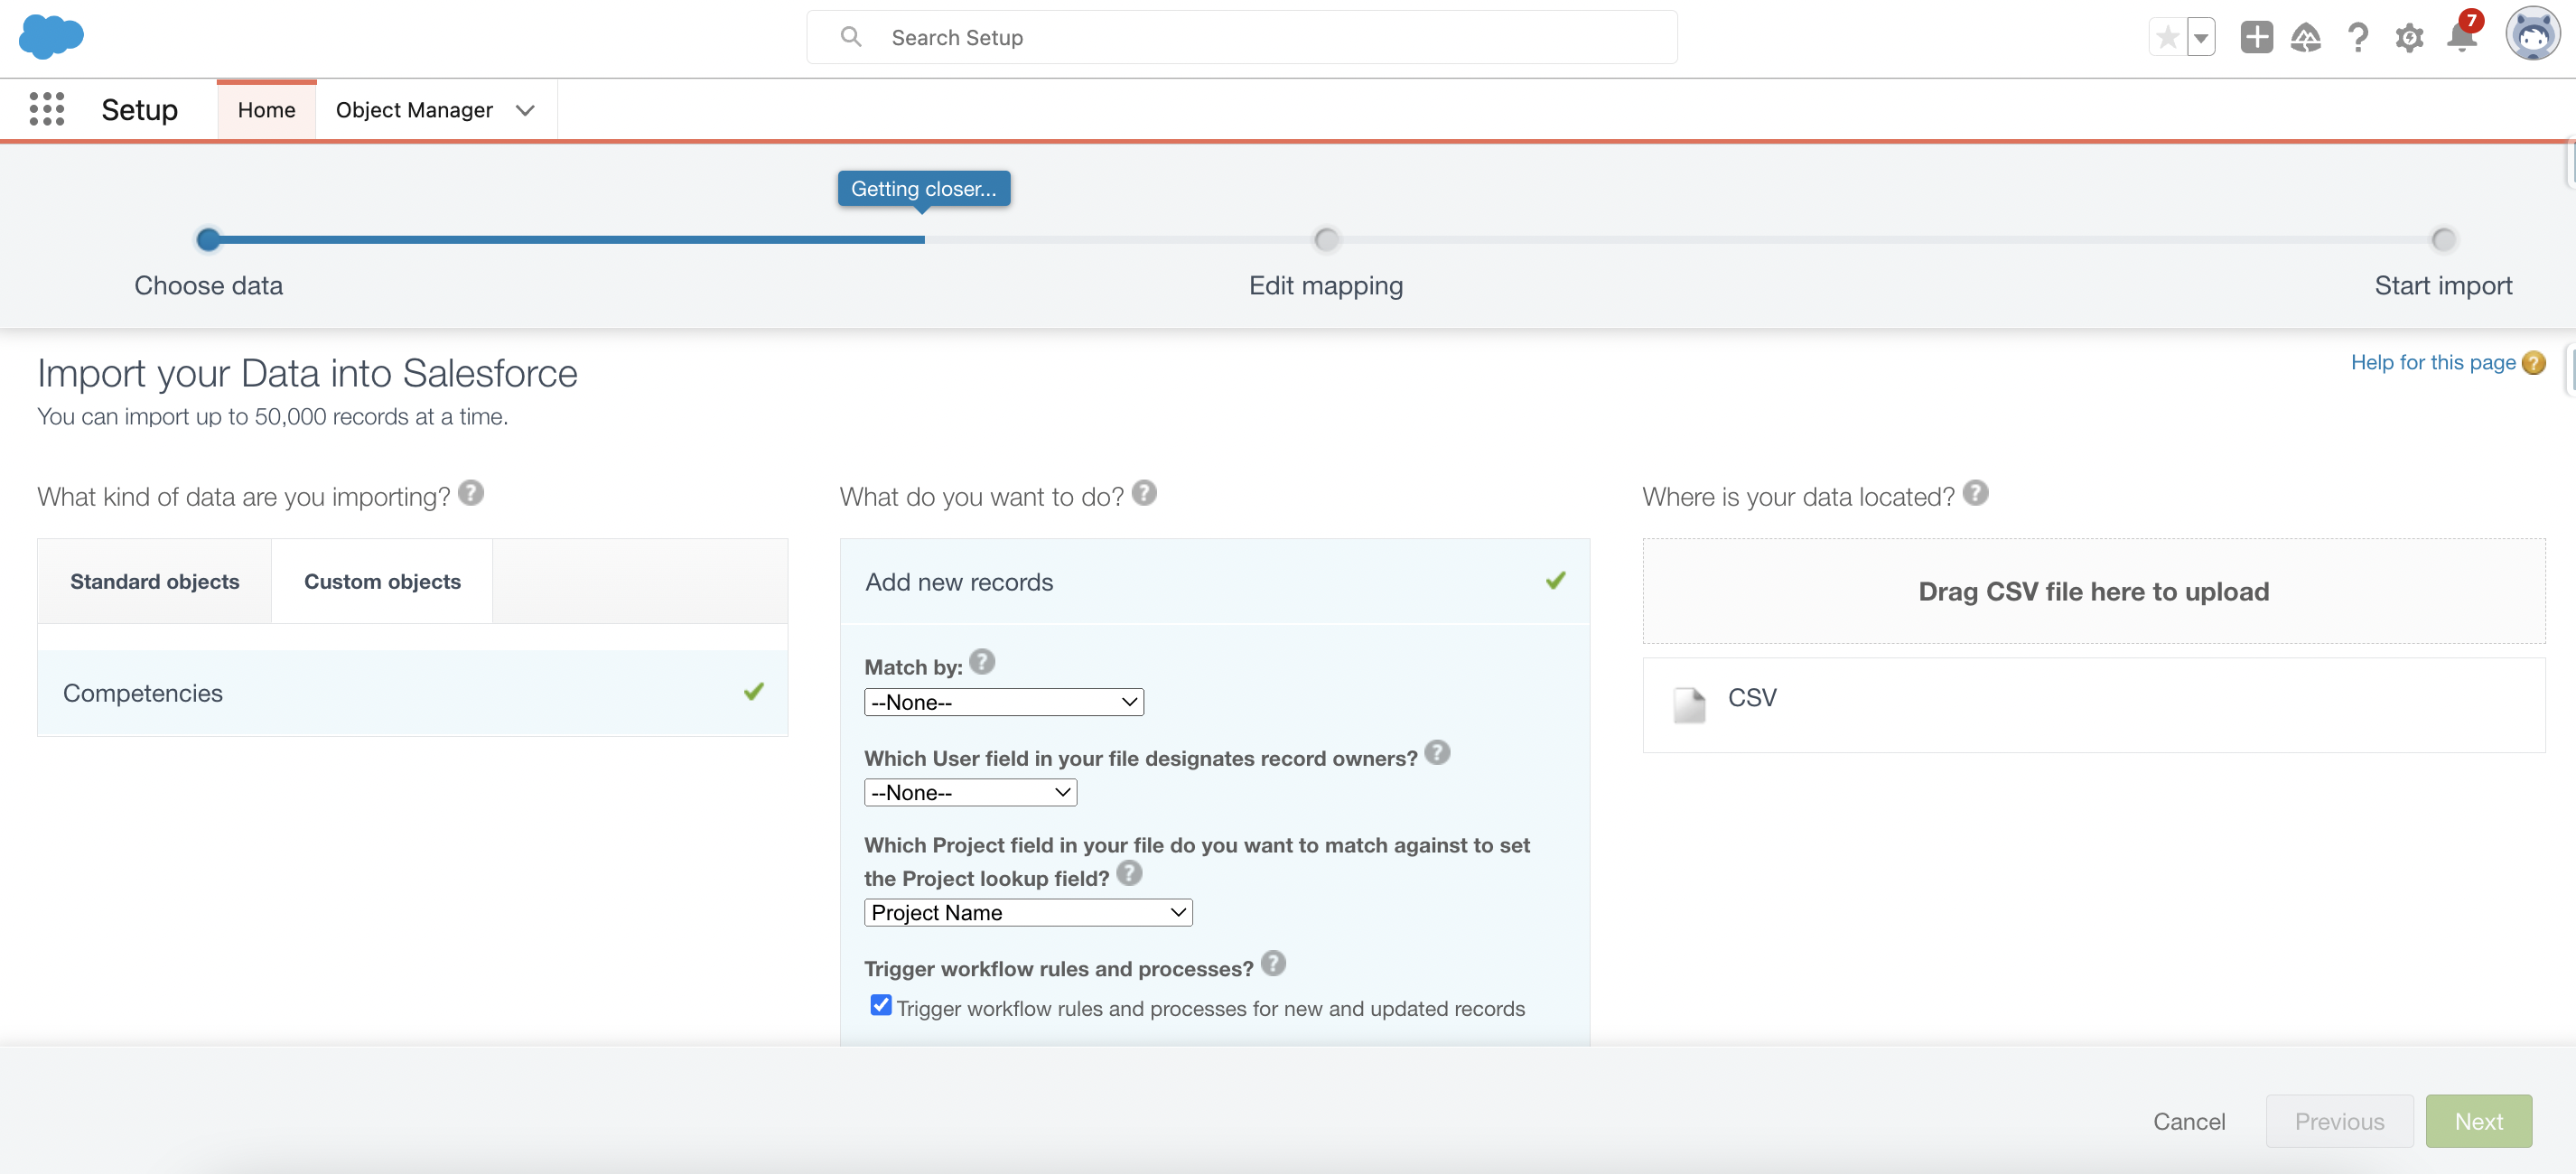 Search Setup
7
Setup
Home
Object Manager
Getting closer...
Choose data
Edit mapping
Start import
Import your Data into Salesforce
Help for this page ?
You can import up to 50,000 records at a time.
What kind of data are you importing? ?
What do you want to do? ?
Where is your data located? ?
Standard objects
Custom objects
Competencies
Add new records
Match by: ?
--None--
Which User field in your file designates record owners? ?
--None--
Which Project field in your file do you want to match against to set
the Project lookup field? ?
Project Name
Trigger workflow rules and processes? ?
Trigger workflow rules and processes for new and updated records
Drag CSV file here to upload
CSV
Cancel
Previous
Next